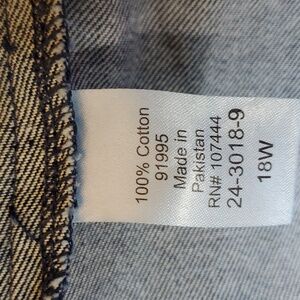 100% Cotton
91995
Made in
Pakistan
RN# 107444
24-3018-9
18W